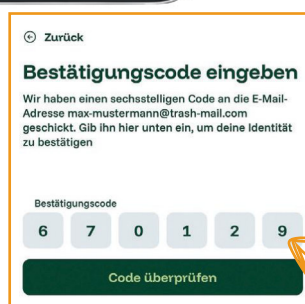 Zurück
Bestätigungscode eingeben
Wir haben einen sechsstelligen Code an die E-Mail-
Adresse max-mustermann@trash-mail.com
geschickt. Gib ihn hier unten ein, um deine Identität
zu bestätigen
Bestätigungscode
6 7 0 1 2 9
Code überprüfen